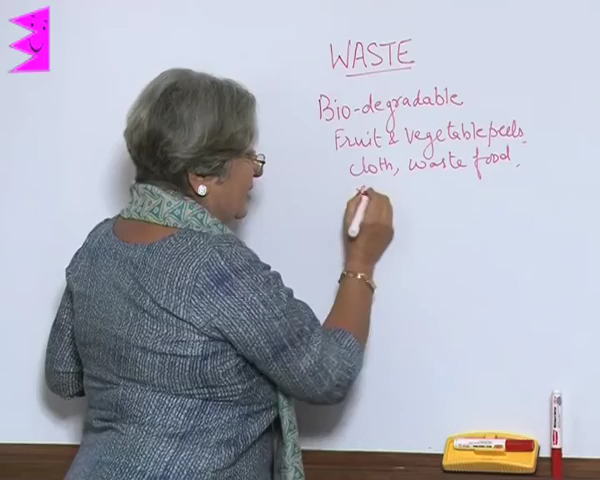 WASTE
Bio-degradable
Fruit & vegetable peels.
cloth, waste food.